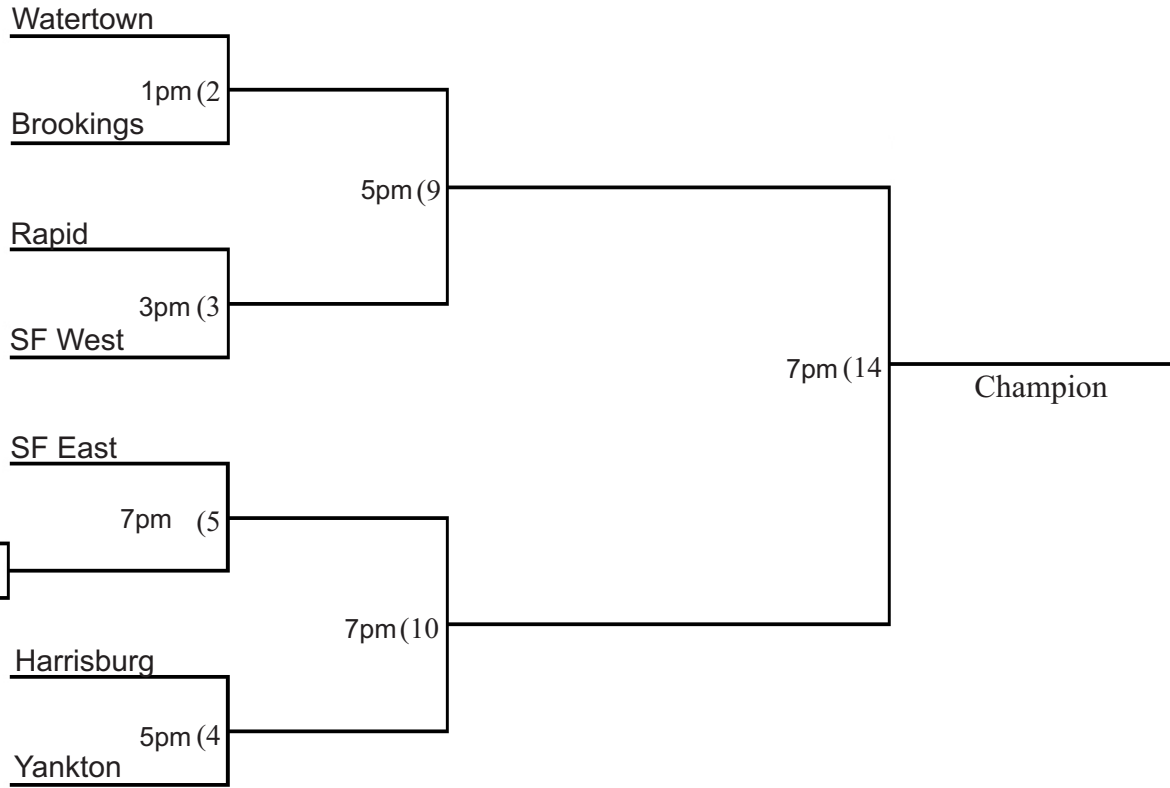 Watertown
1pm (2
Brookings
5pm (9
Rapid
3pm (3
SF West
7pm (14
Champion
SF East
7pm (5
7pm (10
Harrisburg
5pm (4
Yankton